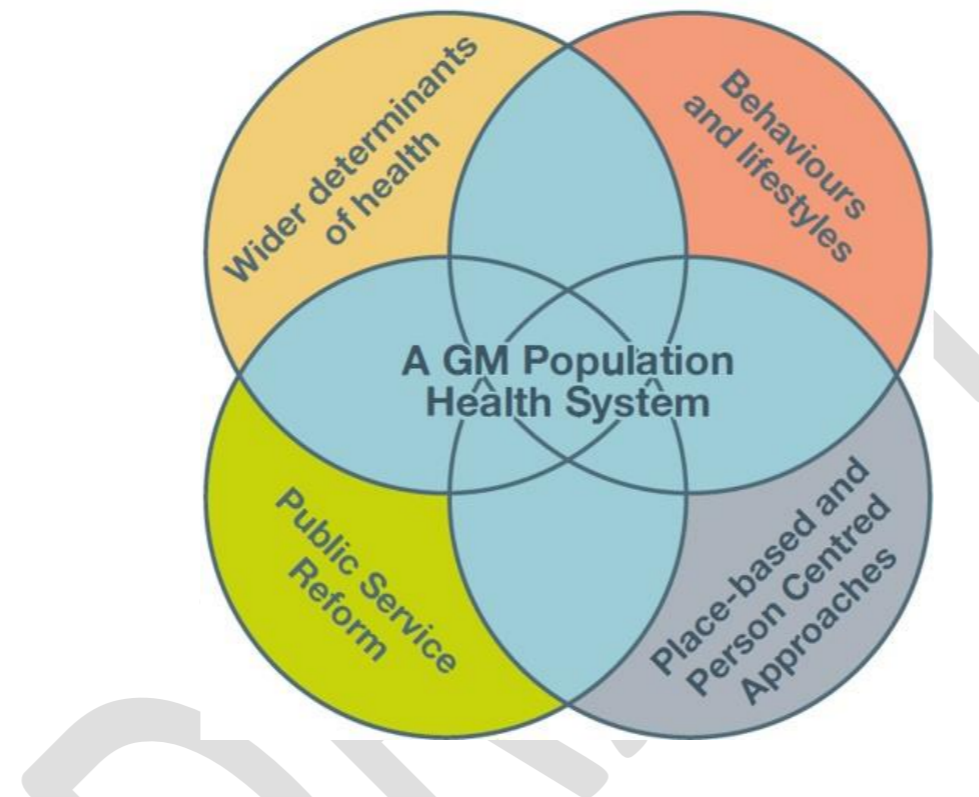 Wider determinants
of health
Behaviours
and lifestyles
A GM Population
Health System
Public Service
Reform
Place-based and
Person Centred
Approaches